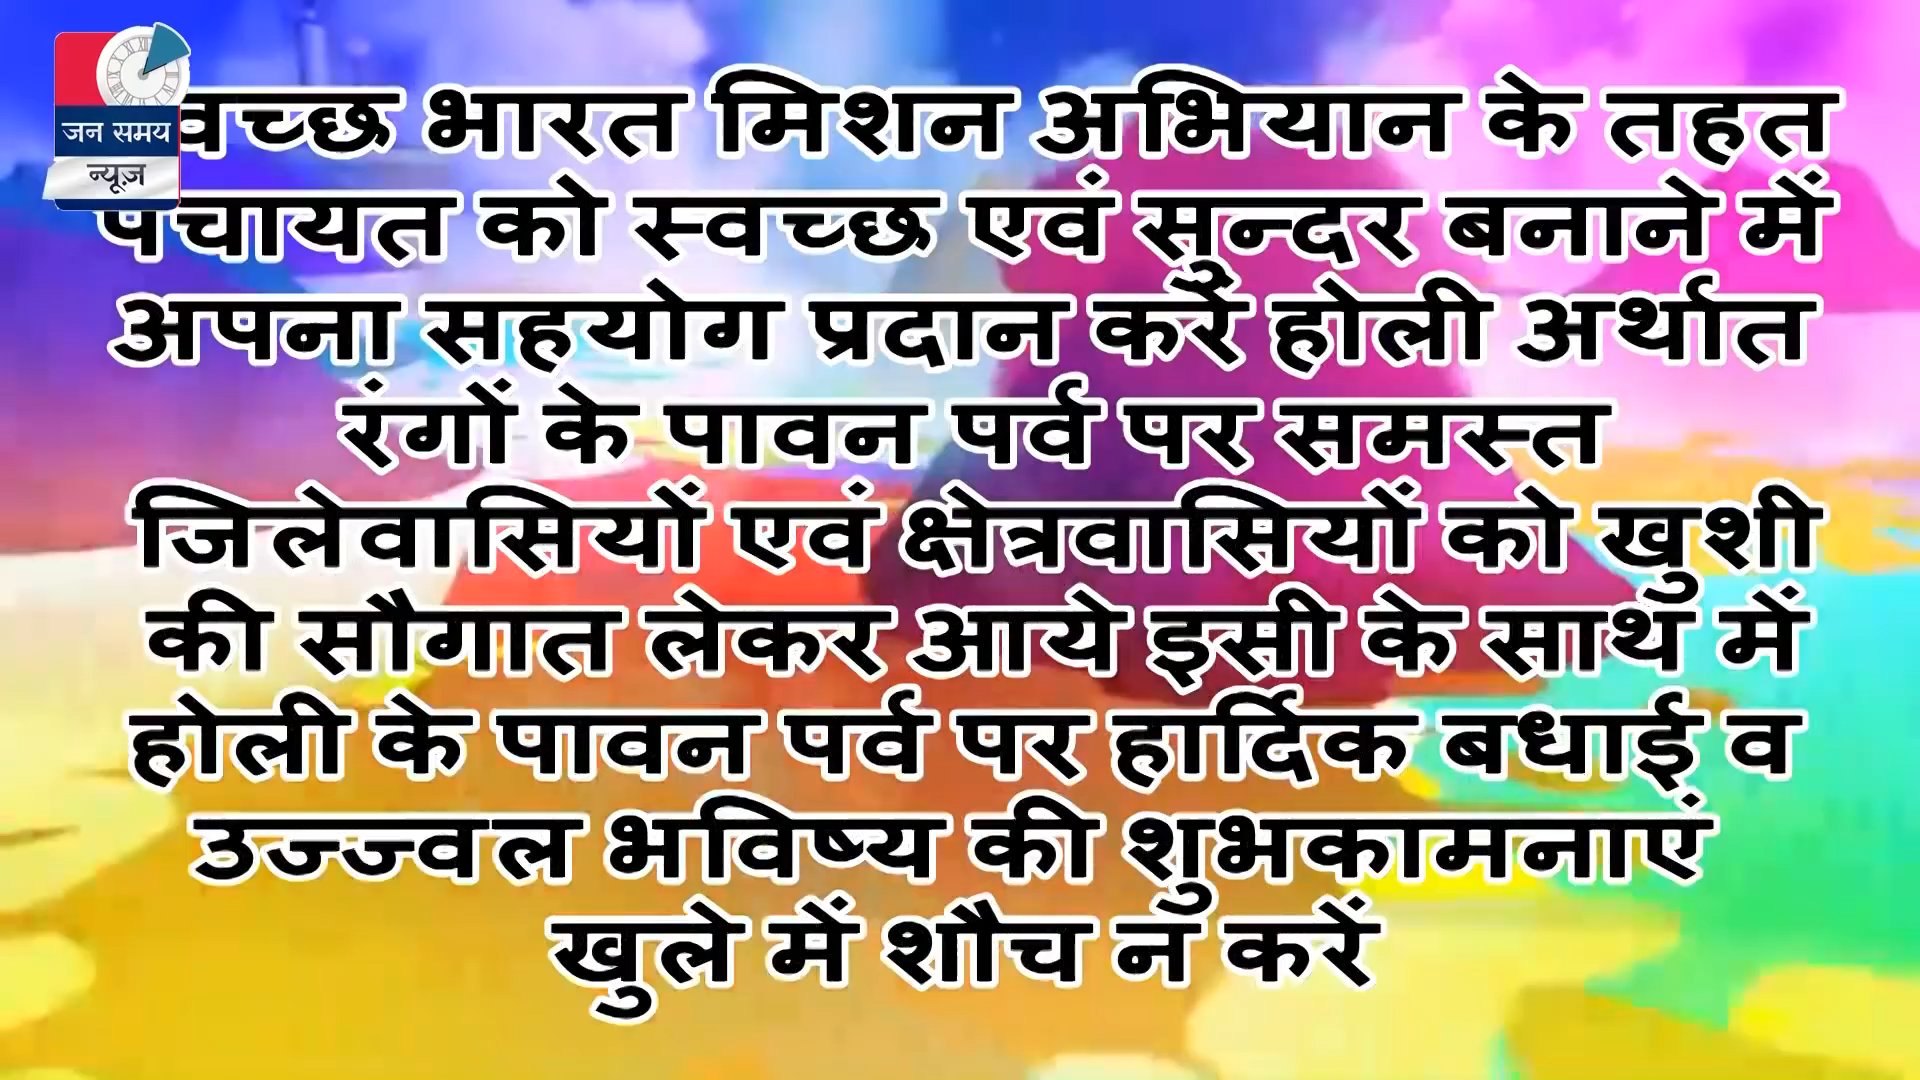 जन समय
न्यूज़
स्वच्छ भारत मिशन अभियान के तहत
पंचायत को स्वच्छ एवं सुन्दर बनाने में
अपना सहयोग प्रदान करें होली अर्थात
रंगों के पावन पर्व पर समस्त
जिलेवासियों एवं क्षेत्रवासियों को खुशी
की सौगात लेकर आये इसी के साथ में
होली के पावन पर्व पर हार्दिक बधाई व
उज्ज्वल भविष्य की शुभकामनाएं
खुले में शौच न करें